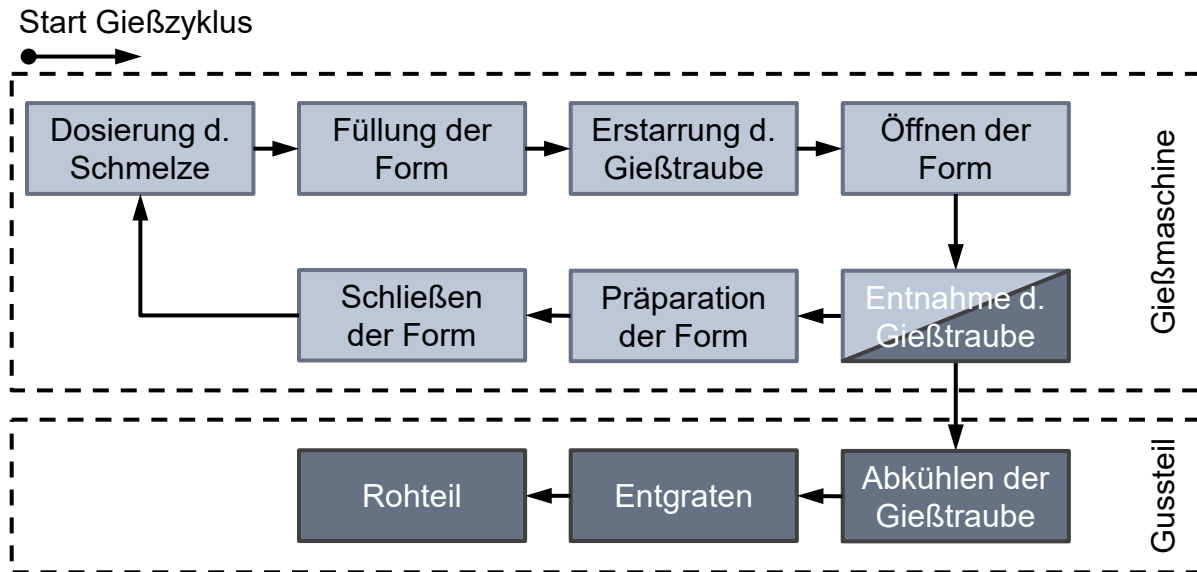 Start Gießzyklus
Dosierung d.
Schmelze
Füllung der
Form
Erstarrung d.
Gießtraube
Öffnen der
Form
Gießmaschine
Schließen
der Form
Präparation
der Form
Entnahme d.
Gießtraube
Rohteil
Entgraten
Abkühlen der
Gießtraube
Gussteil